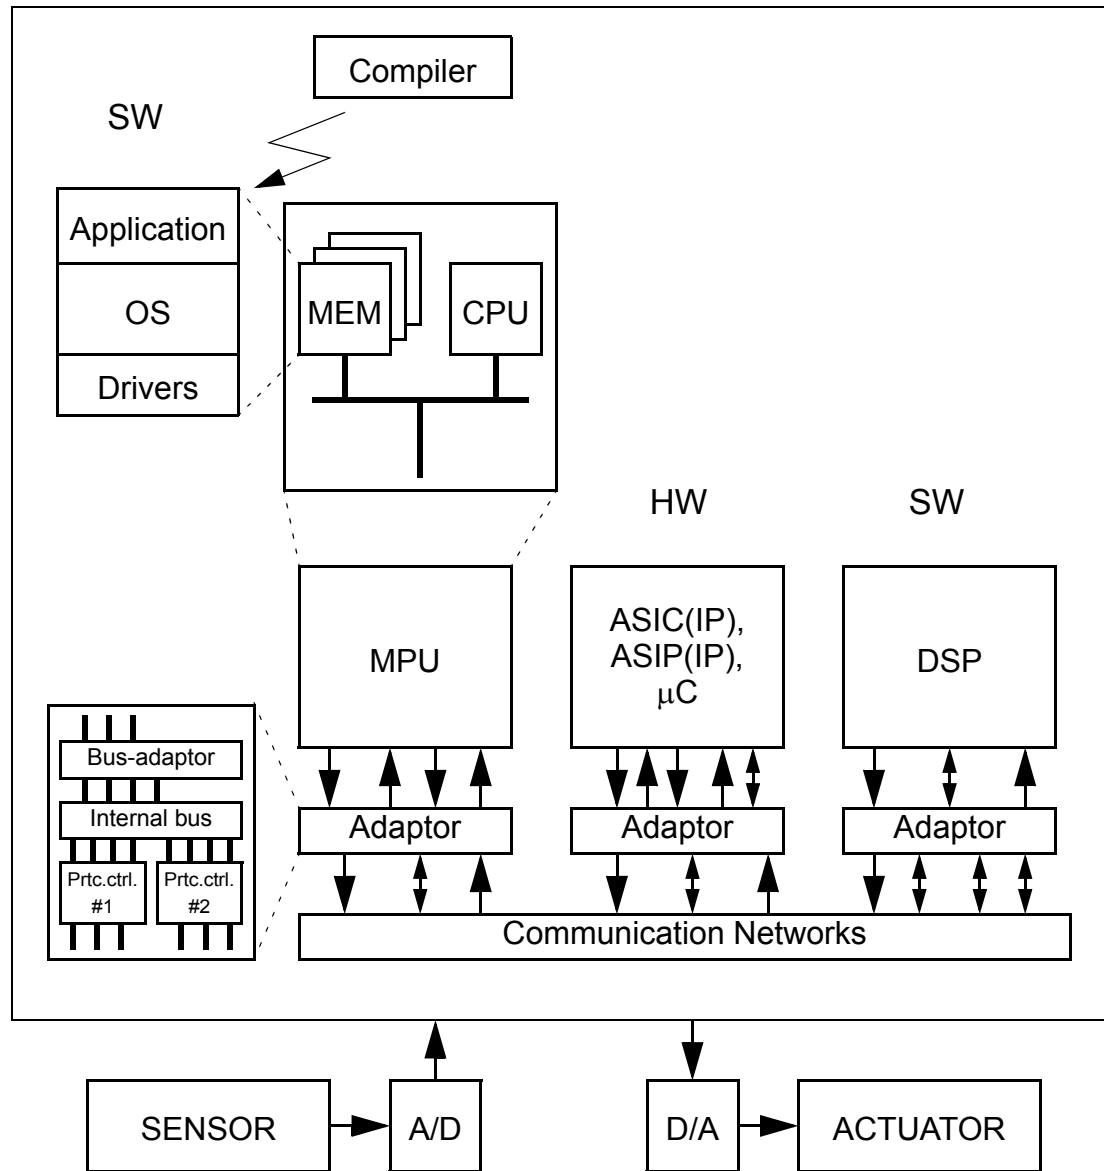 Compiler
SW
Application
OS
Drivers
MEM
CPU
HW
SW
MPU
ASIC(IP),
ASIP(IP),
μC
DSP
Bus-adaptor
Internal bus
Prtc.ctrl.
#1
Prtc.ctrl.
#2
Adaptor
Adaptor
Adaptor
Communication Networks
SENSOR
A/D
D/A
ACTUATOR